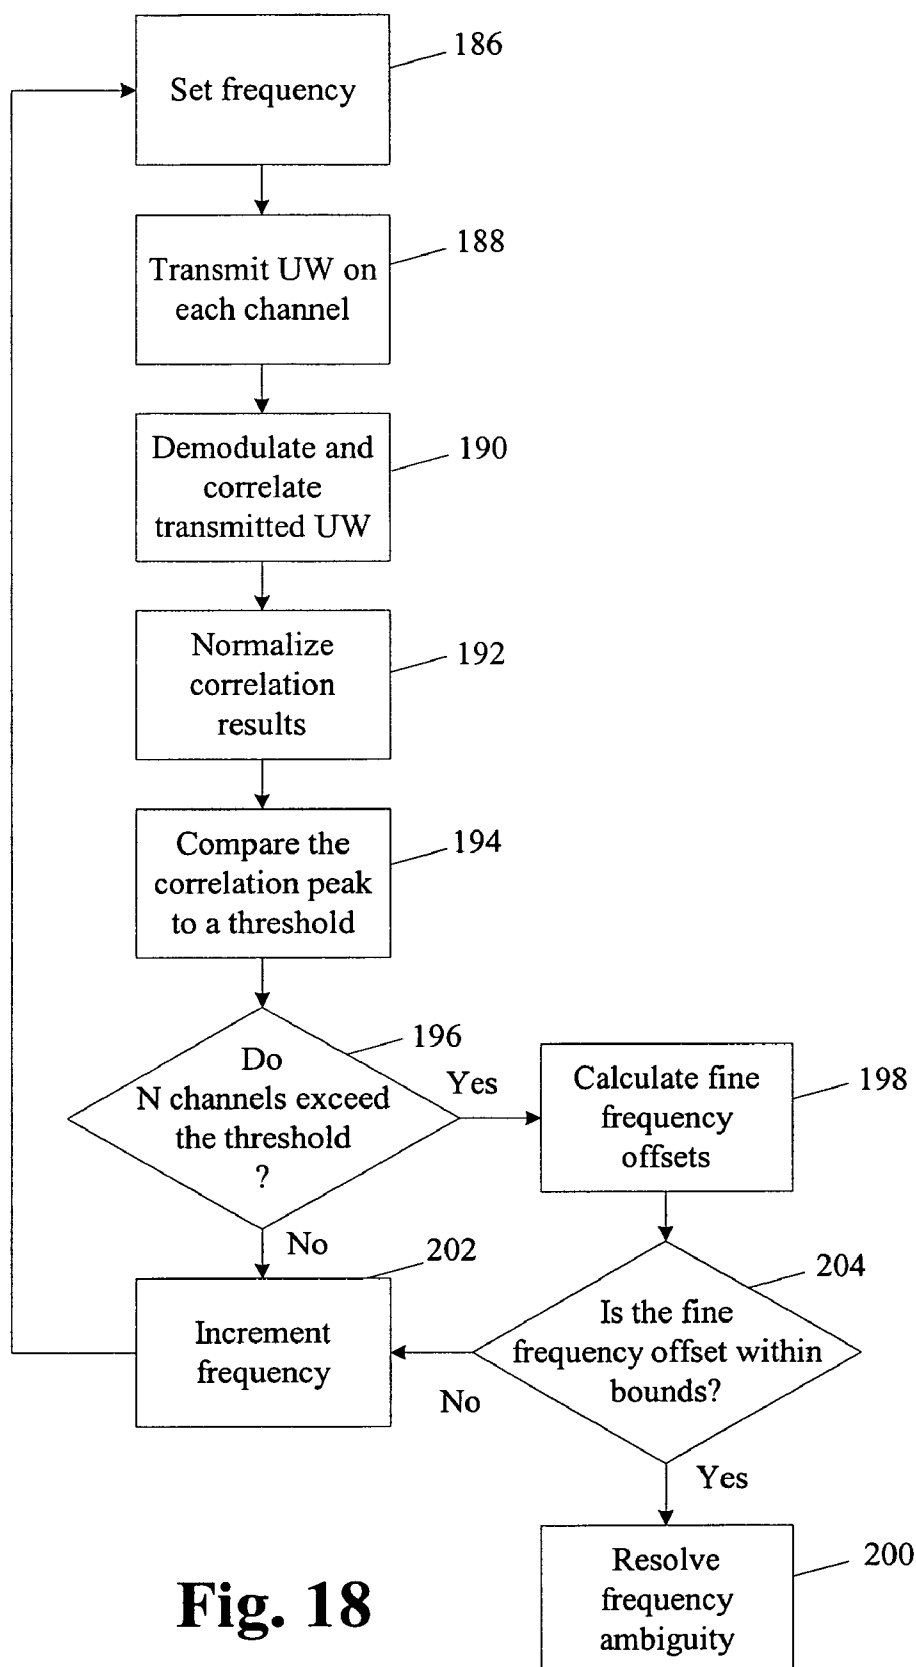 186
Set frequency
188
Transmit UW on
each channel
190
Demodulate and
correlate
transmitted UW
192
Normalize
correlation
results
194
Compare the
correlation peak
to a threshold
196
Do
N channels exceed
the threshold
?
Yes
198
Calculate fine
frequency
offsets
No
202
Increment
frequency
204
Is the fine
frequency offset within
bounds?
No
Yes
200
Resolve
frequency
ambiguity
Fig. 18